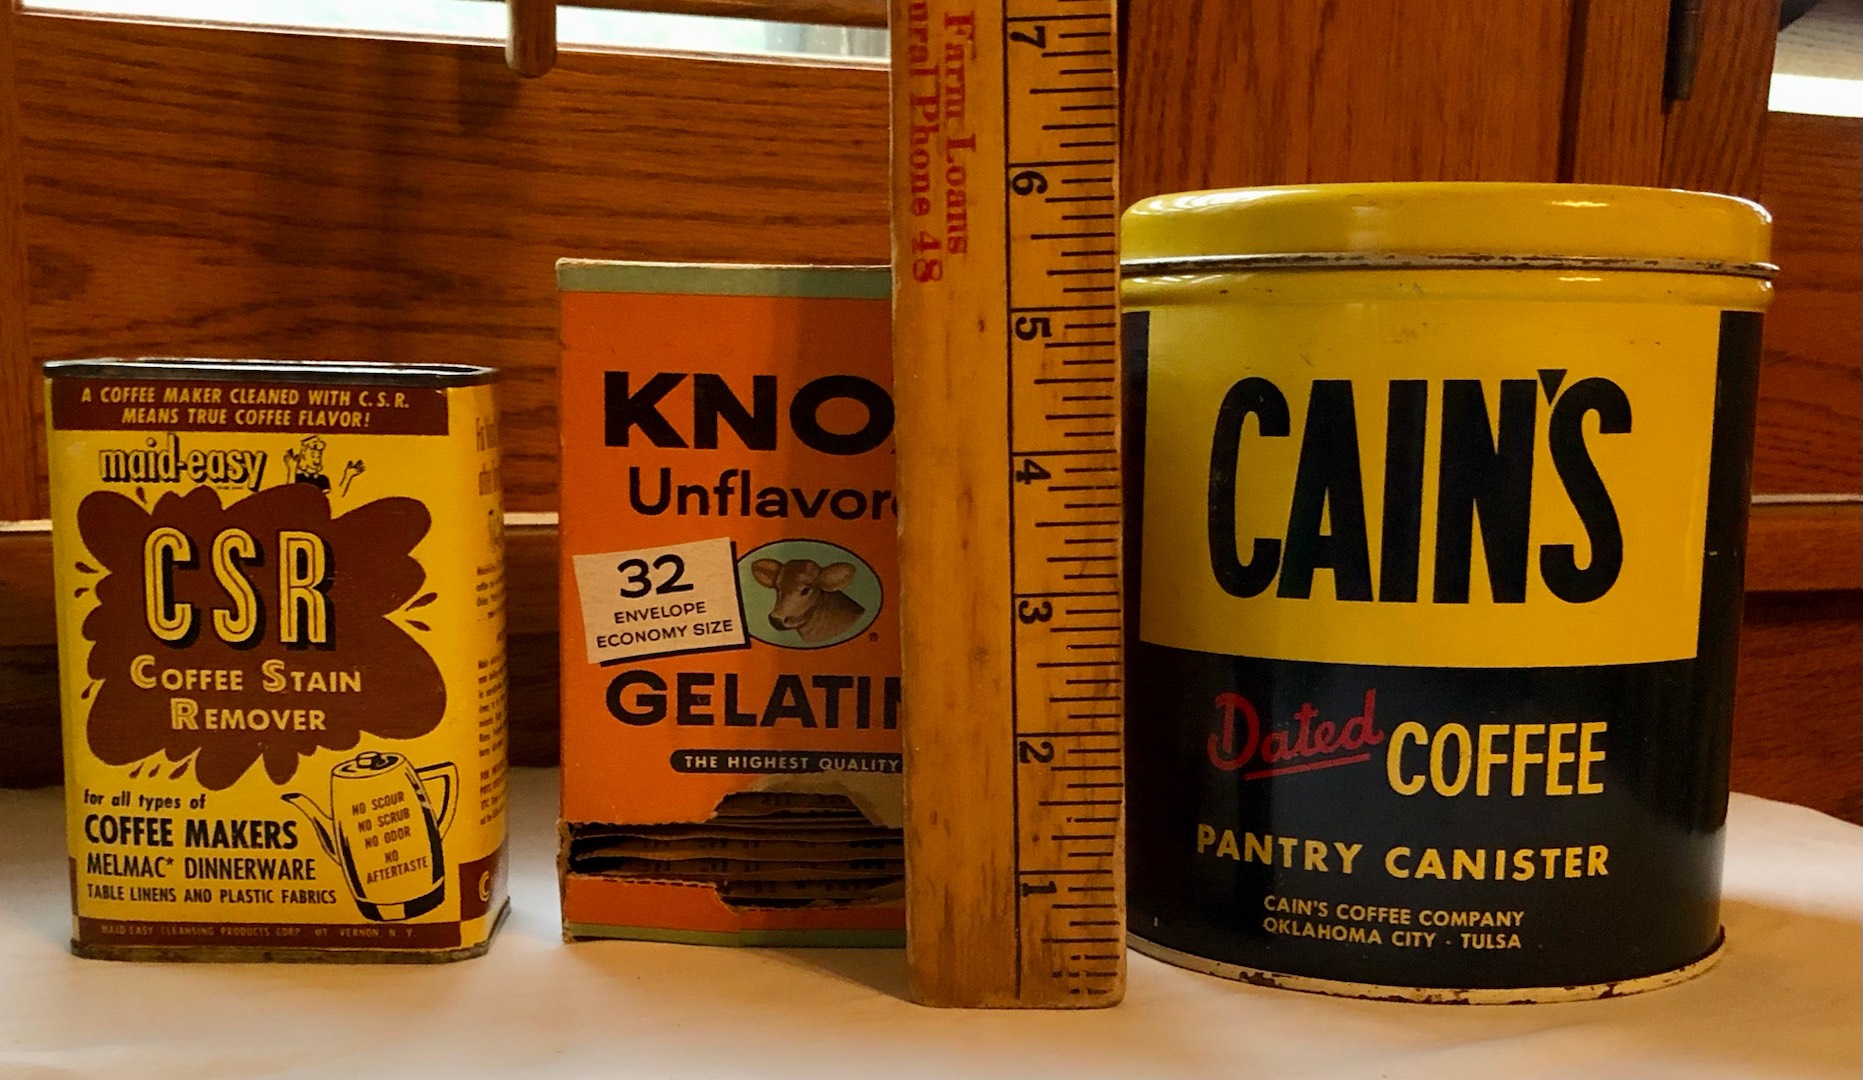 A COFFEE MAKER CLEANED WITH C.S.R.
MEANS TRUE COFFEE FLAVOR!
maid-easy
CSR
COFFEE STAIN
REMOVER
for all types of
COFFEE MAKERS
MELMAC* DINNERWARE
TABLE LINENS AND PLASTIC FABRICS
NO SCOUR
NO SCRUB
NO ODOR
NO
AFTERTASTE
MAID EASY CLEANSING PRODUCTS CORP. MT. VERNON N.Y.
KNO
Unflavor
32
ENVELOPE
ECONOMY SIZE
®
GELATI
THE HIGHEST QUALITY
Farm Loans
ural Phone 48
7
6
5
4
3
2
1
CAIN'S
Dated COFFEE
PANTRY CANISTER
CAIN'S COFFEE COMPANY
OKLAHOMA CITY · TULSA